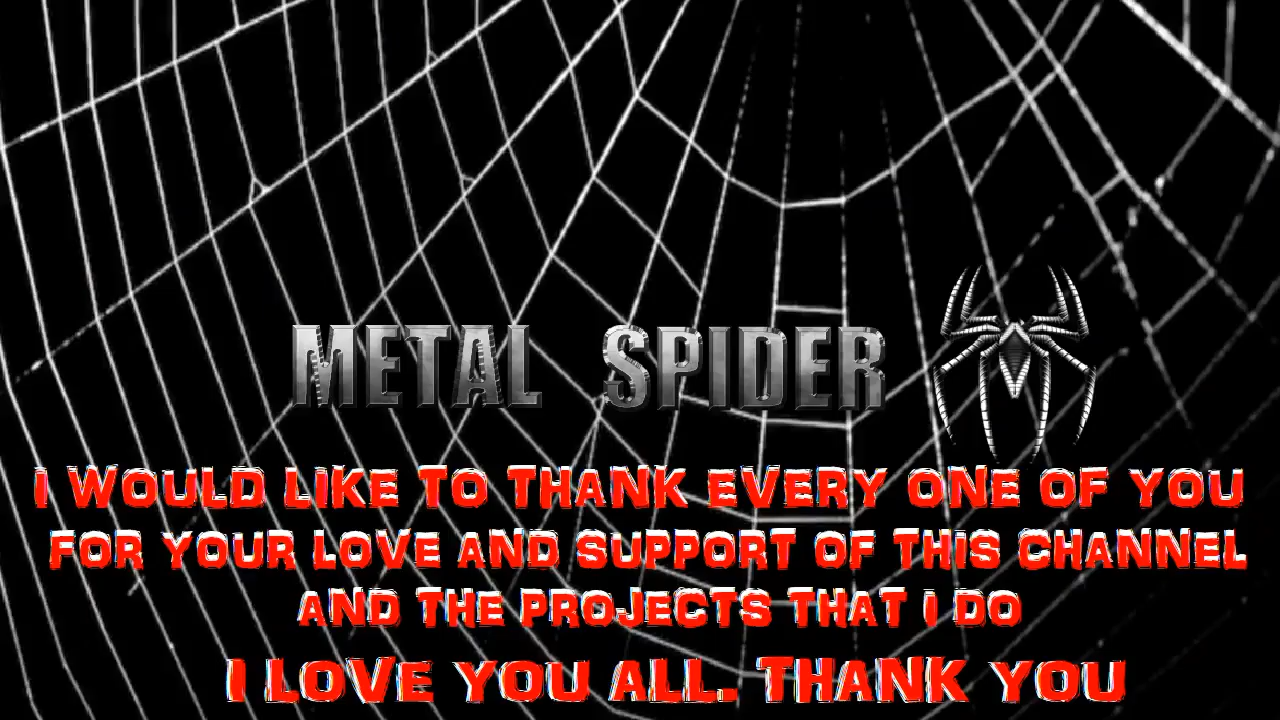 METAL SPIDER
I WOULD LIKE TO THANK EVERY ONE OF YOU
FOR YOUR LOVE AND SUPPORT OF THIS CHANNEL
AND THE PROJECTS THAT I DO
I LOVE YOU ALL. THANK YOU